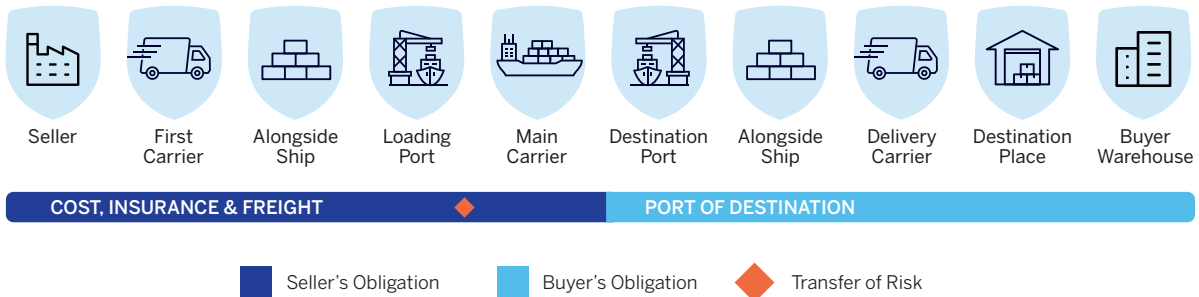 Seller
First
Carrier
Alongside
Ship
Loading
Port
Main
Carrier
Destination
Port
Alongside
Ship
Delivery
Carrier
Destination
Place
Buyer
Warehouse
COST, INSURANCE & FREIGHT
PORT OF DESTINATION
Seller's Obligation
Buyer's Obligation
Transfer of Risk